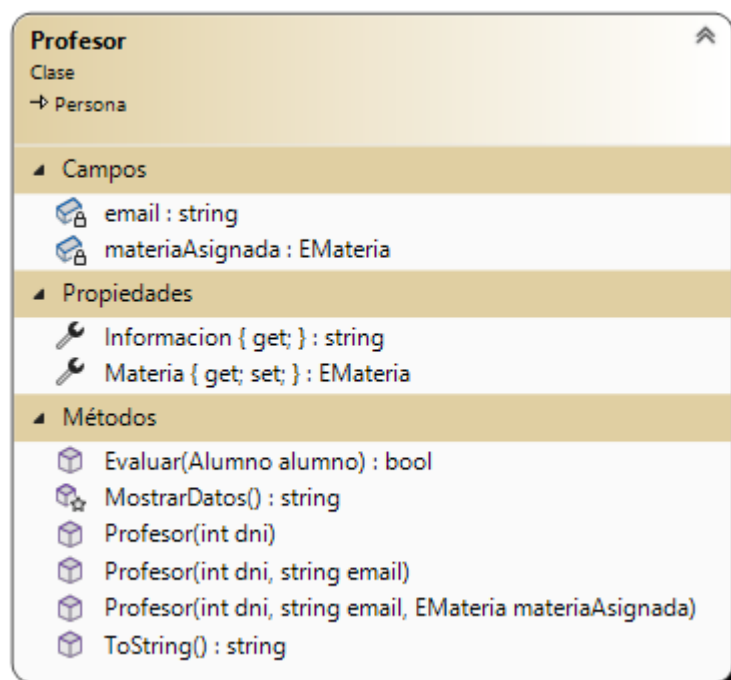 Profesor
Clase
Persona
Campos
email : string
materiaAsignada : EMateria
Propiedades
Informacion { get; } : string
Materia { get; set; } : EMateria
Métodos
Evaluar(Alumno alumno) : bool
MostrarDatos() : string
Profesor(int dni)
Profesor(int dni, string email)
Profesor(int dni, string email, EMateria materiaAsignada)
ToString() : string